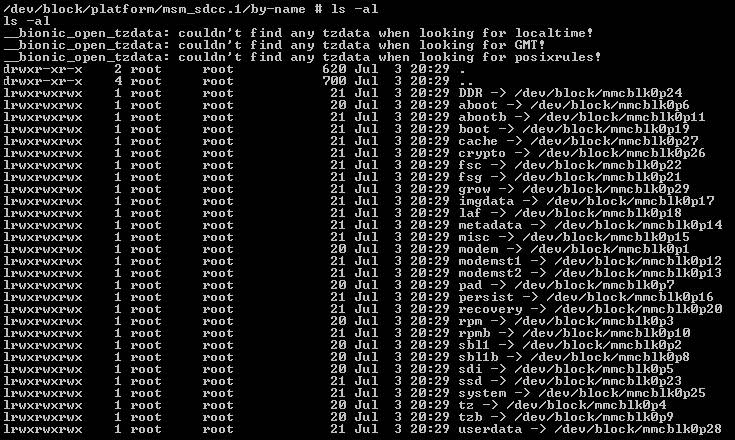 /dev/block/platform/msm_sdcc.1/by-name # ls -al
ls -al
__bionic_open_tzdata: couldn't find any tzdata when looking for localtime!
__bionic_open_tzdata: couldn't find any tzdata when looking for GMT!
__bionic_open_tzdata: couldn't find any tzdata when looking for posixrules!
drwxr-xr-x 2 root root 620 Jul 3 20:29 .
drwxr-xr-x 4 root root 700 Jul 3 20:29 ..
lrwxrwxrwx 1 root root 21 Jul 3 20:29 DDR -> /dev/block/mmcblk0p24
lrwxrwxrwx 1 root root 20 Jul 3 20:29 aboot -> /dev/block/mmcblk0p6
lrwxrwxrwx 1 root root 21 Jul 3 20:29 abootb -> /dev/block/mmcblk0p11
lrwxrwxrwx 1 root root 21 Jul 3 20:29 boot -> /dev/block/mmcblk0p19
lrwxrwxrwx 1 root root 21 Jul 3 20:29 cache -> /dev/block/mmcblk0p27
lrwxrwxrwx 1 root root 21 Jul 3 20:29 crypto -> /dev/block/mmcblk0p26
lrwxrwxrwx 1 root root 21 Jul 3 20:29 fsc -> /dev/block/mmcblk0p22
lrwxrwxrwx 1 root root 21 Jul 3 20:29 fsg -> /dev/block/mmcblk0p21
lrwxrwxrwx 1 root root 21 Jul 3 20:29 grow -> /dev/block/mmcblk0p29
lrwxrwxrwx 1 root root 21 Jul 3 20:29 imgdata -> /dev/block/mmcblk0p17
lrwxrwxrwx 1 root root 21 Jul 3 20:29 laf -> /dev/block/mmcblk0p18
lrwxrwxrwx 1 root root 21 Jul 3 20:29 metadata -> /dev/block/mmcblk0p14
lrwxrwxrwx 1 root root 21 Jul 3 20:29 misc -> /dev/block/mmcblk0p15
lrwxrwxrwx 1 root root 20 Jul 3 20:29 modem -> /dev/block/mmcblk0p1
lrwxrwxrwx 1 root root 21 Jul 3 20:29 modemst1 -> /dev/block/mmcblk0p12
lrwxrwxrwx 1 root root 21 Jul 3 20:29 modemst2 -> /dev/block/mmcblk0p13
lrwxrwxrwx 1 root root 20 Jul 3 20:29 pad -> /dev/block/mmcblk0p7
lrwxrwxrwx 1 root root 21 Jul 3 20:29 persist -> /dev/block/mmcblk0p16
lrwxrwxrwx 1 root root 21 Jul 3 20:29 recovery -> /dev/block/mmcblk0p20
lrwxrwxrwx 1 root root 20 Jul 3 20:29 rpm -> /dev/block/mmcblk0p3
lrwxrwxrwx 1 root root 21 Jul 3 20:29 rpmb -> /dev/block/mmcblk0p10
lrwxrwxrwx 1 root root 20 Jul 3 20:29 sbl1 -> /dev/block/mmcblk0p2
lrwxrwxrwx 1 root root 20 Jul 3 20:29 sbl1b -> /dev/block/mmcblk0p8
lrwxrwxrwx 1 root root 20 Jul 3 20:29 sdi -> /dev/block/mmcblk0p5
lrwxrwxrwx 1 root root 21 Jul 3 20:29 ssd -> /dev/block/mmcblk0p23
lrwxrwxrwx 1 root root 21 Jul 3 20:29 system -> /dev/block/mmcblk0p25
lrwxrwxrwx 1 root root 20 Jul 3 20:29 tz -> /dev/block/mmcblk0p4
lrwxrwxrwx 1 root root 20 Jul 3 20:29 tzb -> /dev/block/mmcblk0p9
lrwxrwxrwx 1 root root 21 Jul 3 20:29 userdata -> /dev/block/mmcblk0p28